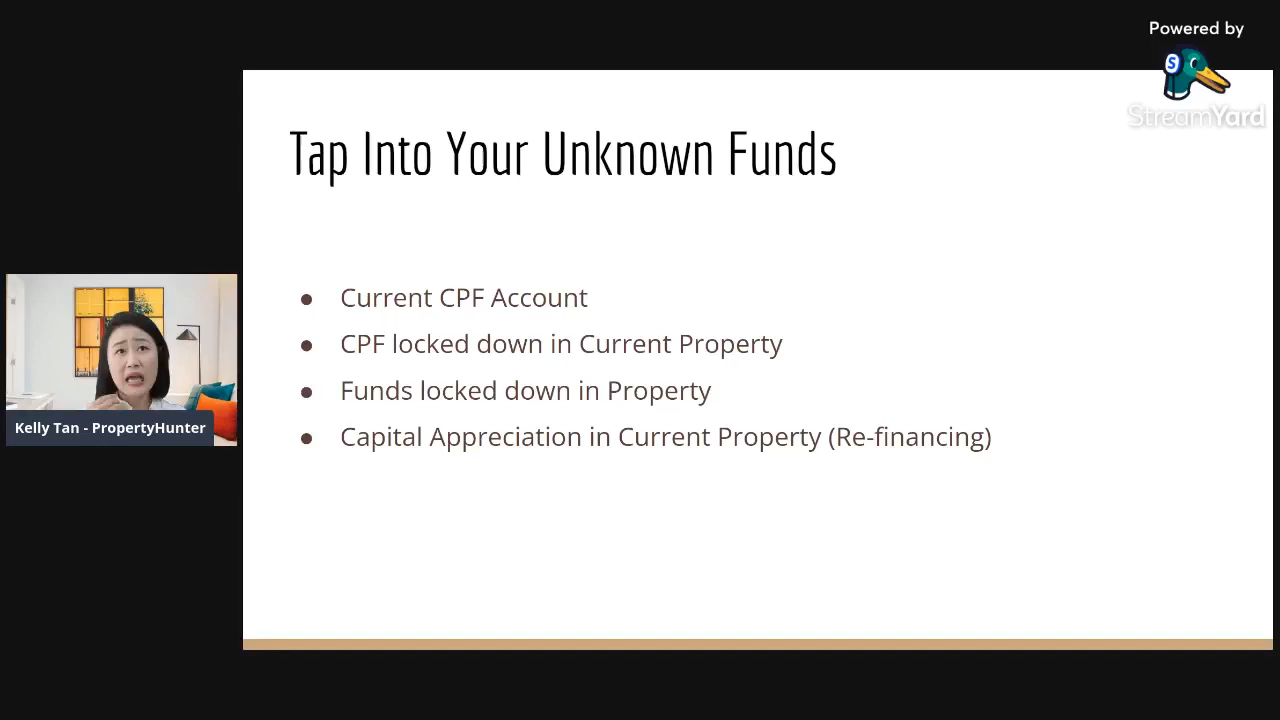 Powered by
S
StreamYard
Tap Into Your Unknown Funds
● Current CPF Account
● CPF locked down in Current Property
● Funds locked down in Property
● Capital Appreciation in Current Property (Re-financing)
Kelly Tan - PropertyHunter